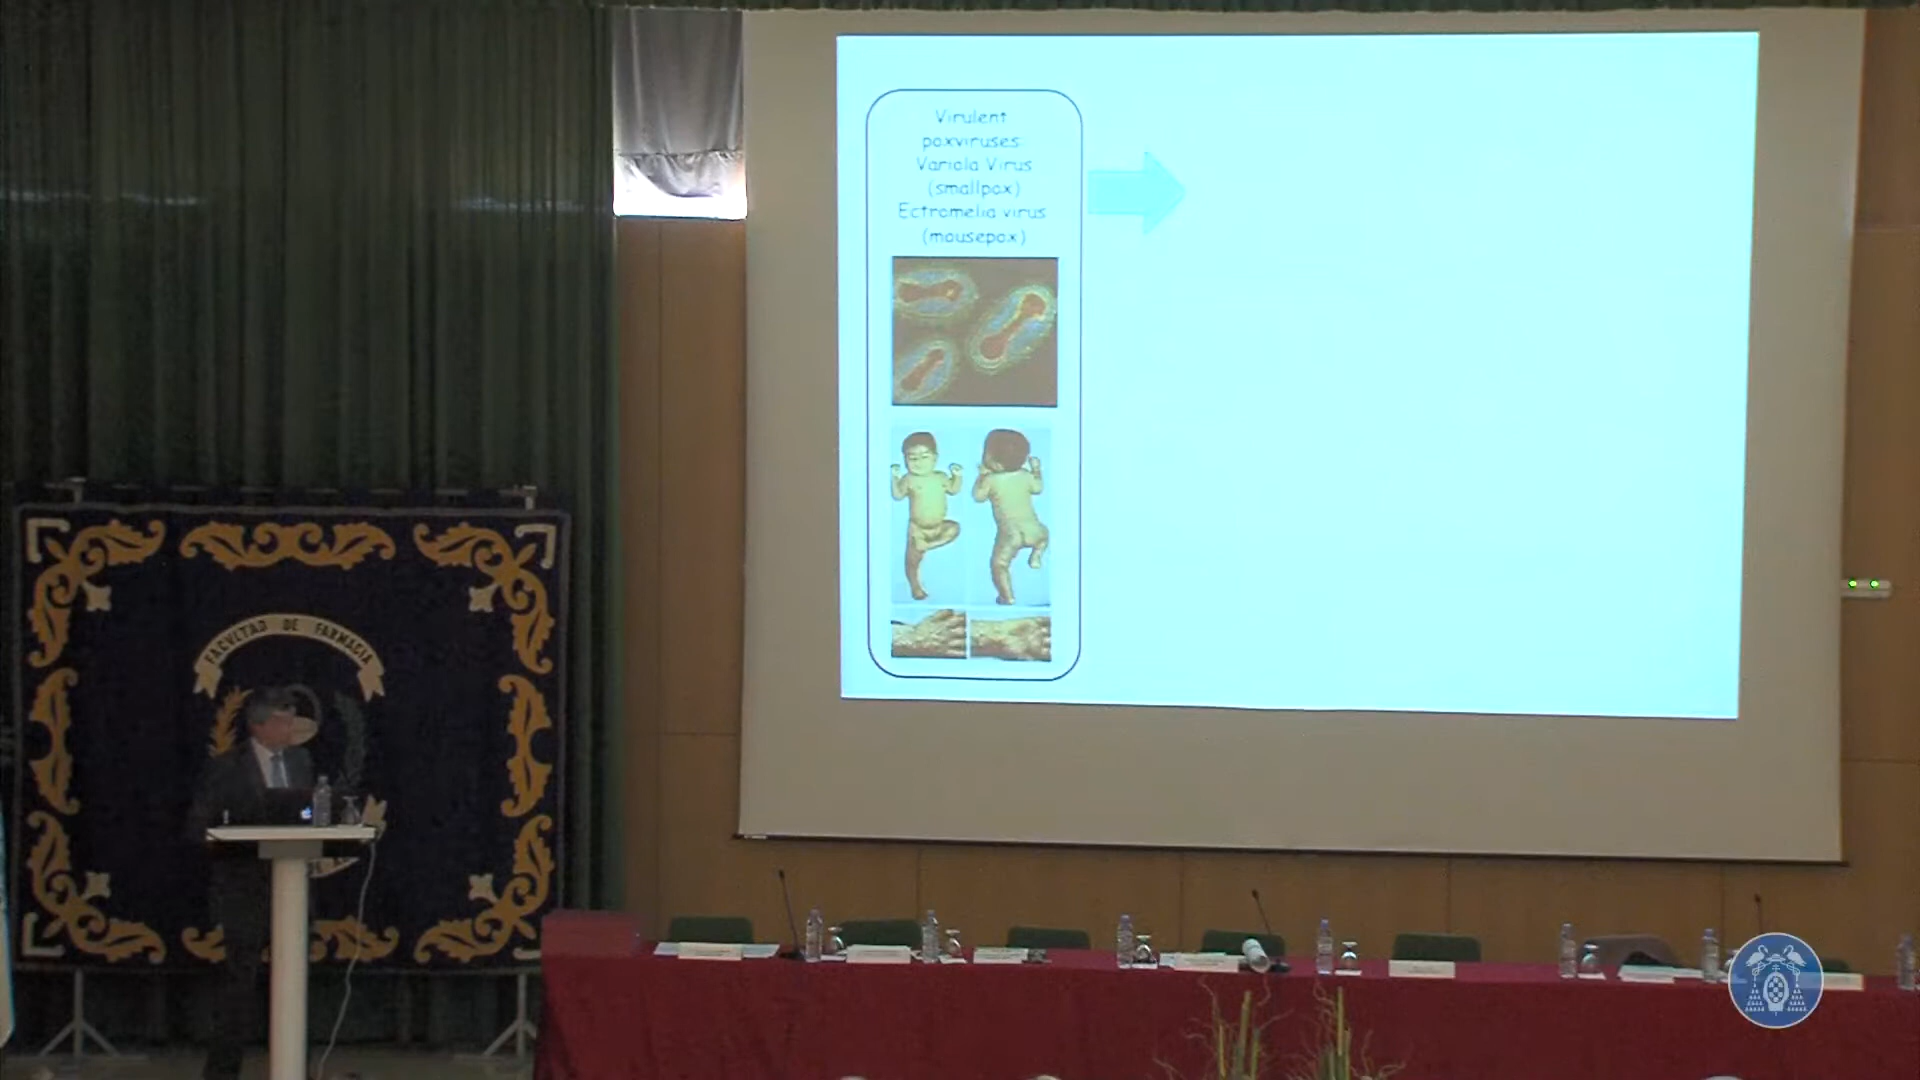 Virulent
poxviruses:
Variola Virus
(smallpox)
Ectromelia virus
(mousepox)
FACVLTAD DE FARMACIA